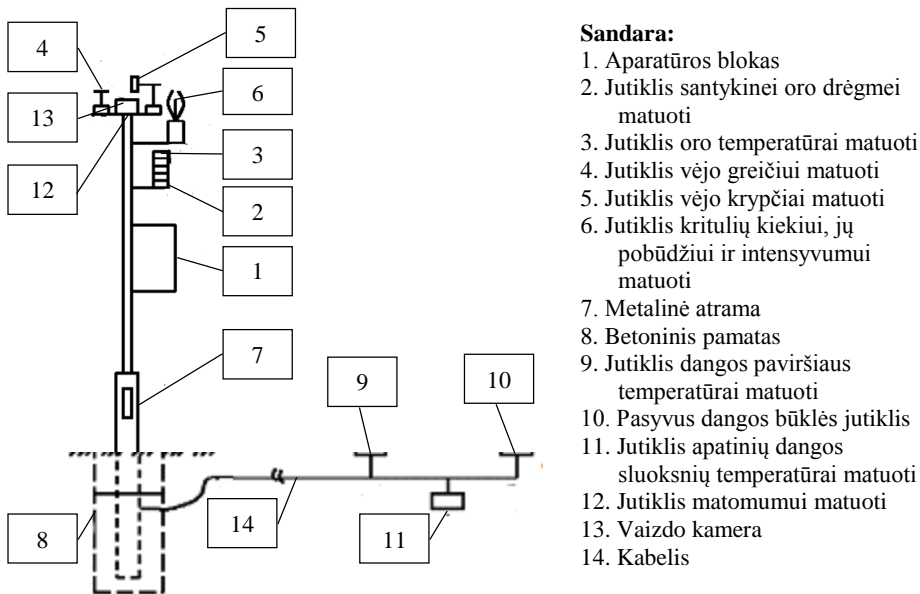 4
5
13
6
3
12
2
1
7
9
10
8
14
11
Sandara:
1. Aparatūros blokas
2. Jutiklis santykinei oro drėgmei
matuoti
3. Jutiklis oro temperatūrai matuoti
4. Jutiklis vėjo greičiui matuoti
5. Jutiklis vėjo krypčiai matuoti
6. Jutiklis kritulių kiekiui, jų
pobūdžiui ir intensyvumui
matuoti
7. Metalinė atrama
8. Betoninis pamatas
9. Jutiklis dangos paviršiaus
temperatūrai matuoti
10. Pasyvus dangos būklės jutiklis
11. Jutiklis apatinių dangos
sluoksnių temperatūrai matuoti
12. Jutiklis matomumui matuoti
13. Vaizdo kamera
14. Kabelis